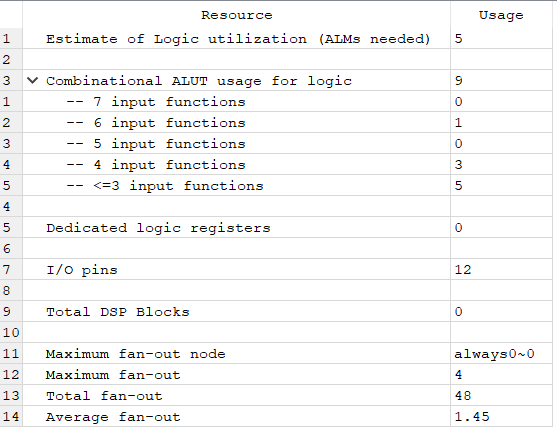 Resource Usage
1 Estimate of Logic utilization (ALMs needed) 5
2
3 Combinational ALUT usage for logic 9
1 -- 7 input functions 0
2 -- 6 input functions 1
3 -- 5 input functions 0
4 -- 4 input functions 3
5 -- <=3 input functions 5
4
5 Dedicated logic registers 0
6
7 I/O pins 12
8
9 Total DSP Blocks 0
10
11 Maximum fan-out node always0~0
12 Maximum fan-out 4
13 Total fan-out 48
14 Average fan-out 1.45